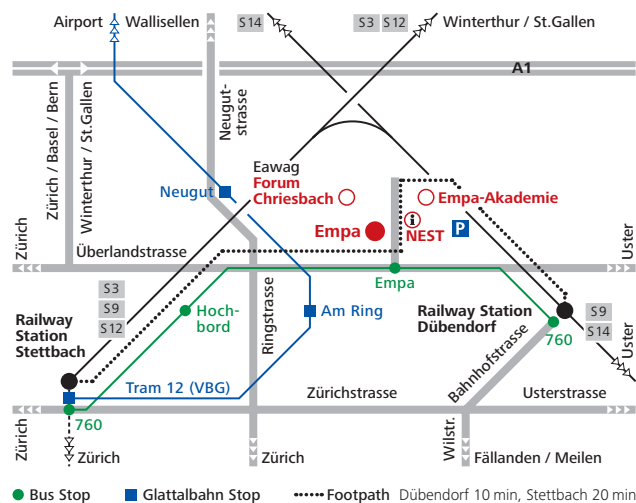 Airport
Wallisellen
S14
S3
S12
Winterthur / St.Gallen
A1
Zürich / Basel / Bern
Winterthur / St.Gallen
Neugut-
strasse
Eawag
Forum
Chriesbach
Neugut
Empa-Akademie
i
NEST
P
Empa
Zürich
Überlandstrasse
Uster
Empa
S3
S9
S12
Railway
Station
Stettbach
Hoch-
bord
Ringstrasse
Am Ring
Railway Station
Dübendorf
S9
S14
760
Uster
Bahnhofstrasse
Tram 12 (VBG)
Zürichstrasse
Usterstrasse
Zürich
760
Zürich
Zürich
Wilstr.
Fällanden / Meilen
Uster
Bus Stop
Glattalbahn Stop
Footpath
Dübendorf 10 min, Stettbach 20 min